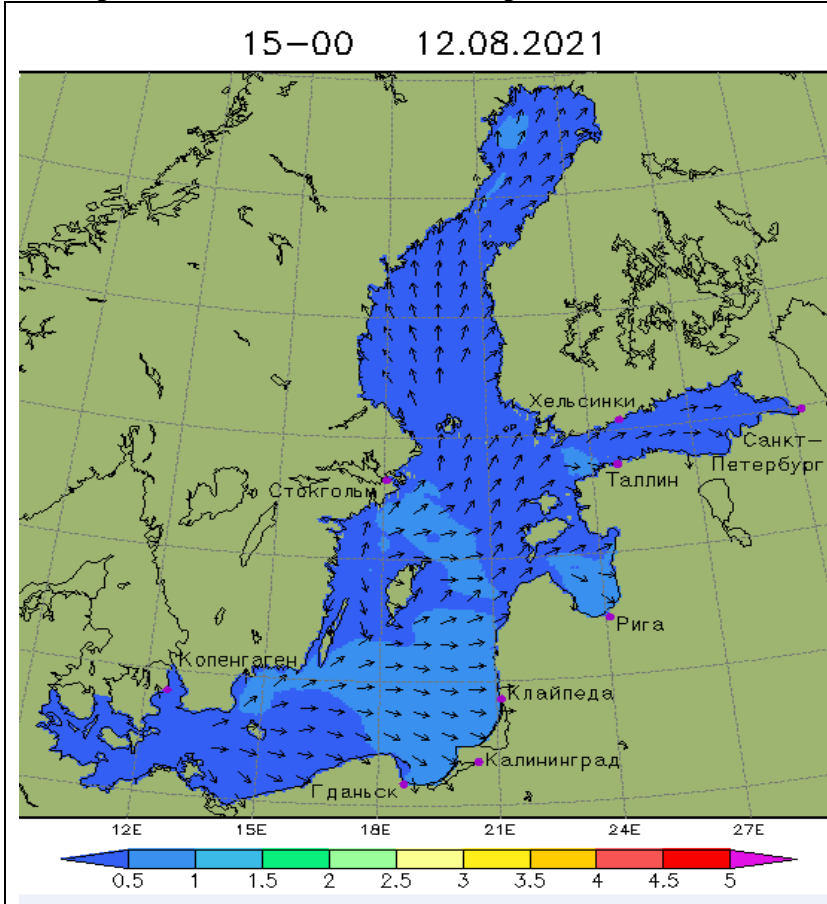 15-00 12.08.2021
Хельсинки
Санкт-
Петербург
Таллин
Стокгольм
Рига
Копенгаген
Клайпеда
Калининград
Гданьск
12E 15E 18E 21E 24E 27E
0.5 1 1.5 2 2.5 3 3.5 4 4.5 5